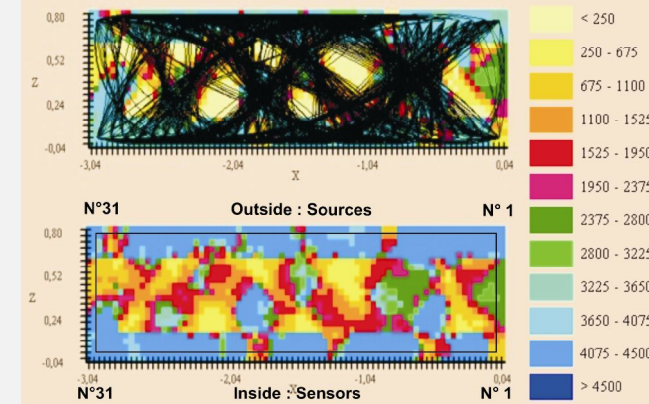 0,80
0,52
Z
0,24
-0,04
-3,04 -2,04 -1,04 0,04
X
N°31 Outside : Sources N° 1
0,80
0,52
Z
0,24
-0,04
-3,04 -2,04 X -1,04 0,04
N°31 Inside : Sensors N° 1
< 250
250 - 675
675 - 1100
1100 - 1525
1525 - 1950
1950 - 2375
2375 - 2800
2800 - 3225
3225 - 3650
3650 - 4075
4075 - 4500
> 4500